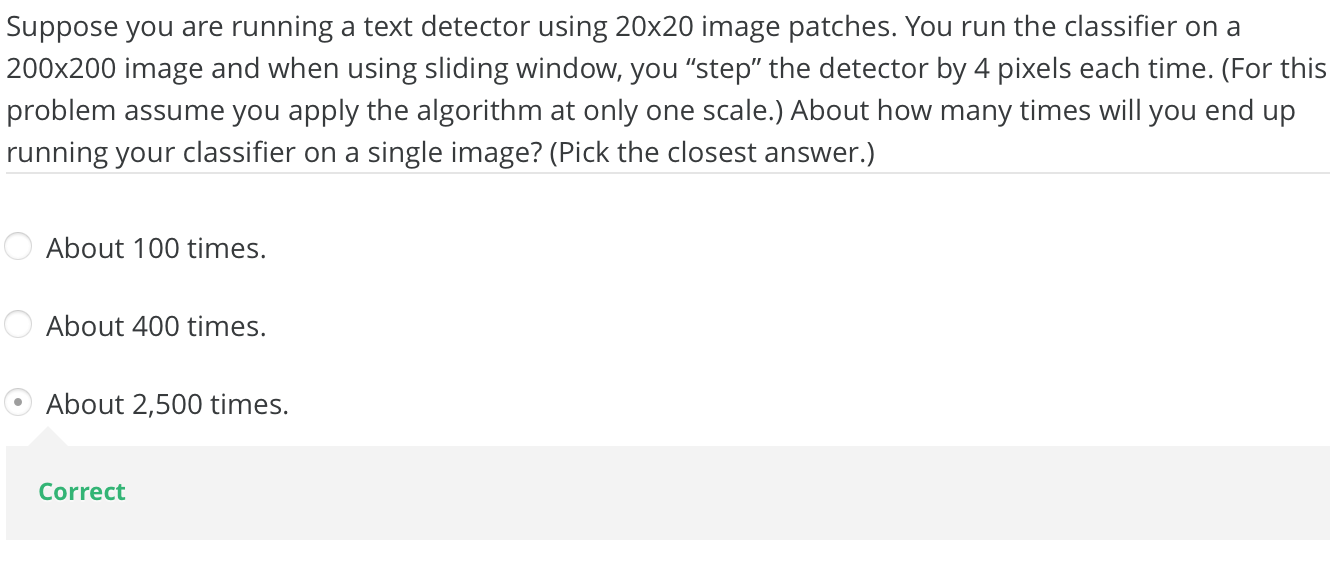 Suppose you are running a text detector using 20x20 image patches. You run the classifier on a
200x200 image and when using sliding window, you “step” the detector by 4 pixels each time. (For this
problem assume you apply the algorithm at only one scale.) About how many times will you end up
running your classifier on a single image? (Pick the closest answer.)
About 100 times.
About 400 times.
About 2,500 times.
Correct